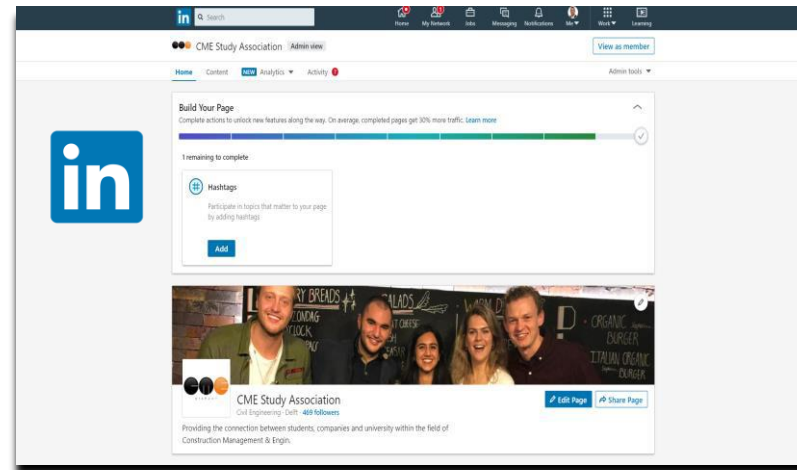 in
Search
Home
My Network
Jobs
Messaging
Notifications
Me
Work
Learning
CME Study Association
Admin view
View as member
Home
Content
NEW Analytics
Activity
Admin tools
Build Your Page
Complete actions to unlock new features along the way. On average, completed pages get 30% more traffic. Learn more
1 remaining to complete
in
# Hashtags
Participate in topics that matter to your page
by adding hashtags
Add
RY BREADS
ALADS
ORGANIC
BURGER
ITALIAN ORGANIC
BURGER
CME Study Association
Civil Engineering · Delft · 469 followers
Edit Page
Share Page
Providing the connection between students, companies and university within the field of
Construction Management & Engin.